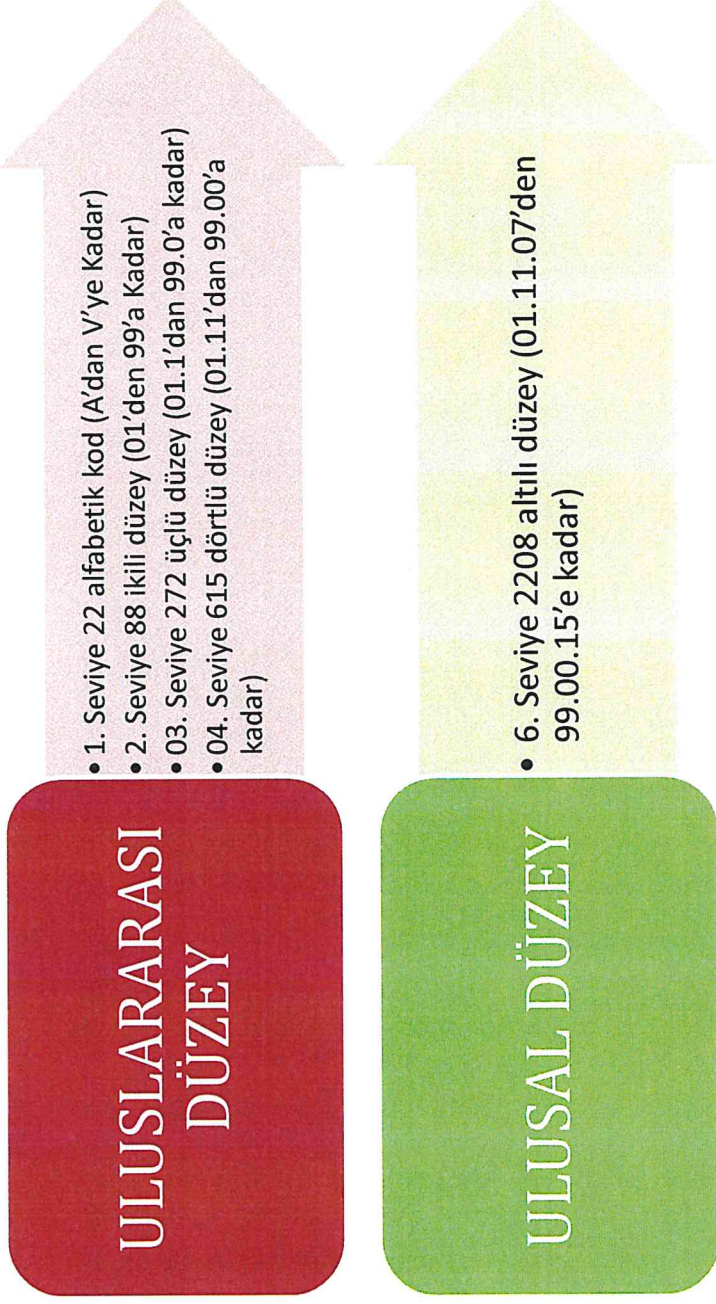 ULUSLARARASI
DÜZEY
• 1. Seviye 22 alfabetik kod (A'dan V'ye Kadar)
• 2. Seviye 88 ikili düzey (01'den 99'a Kadar)
• 03. Seviye 272 üçlü düzey (01.1'dan 99.0'a kadar)
• 04. Seviye 615 dörtlü düzey (01.11'dan 99.00'a
kadar)
ULUSAL DÜZEY
• 6. Seviye 2208 altılı düzey (01.11.07'den
99.00.15'e kadar)